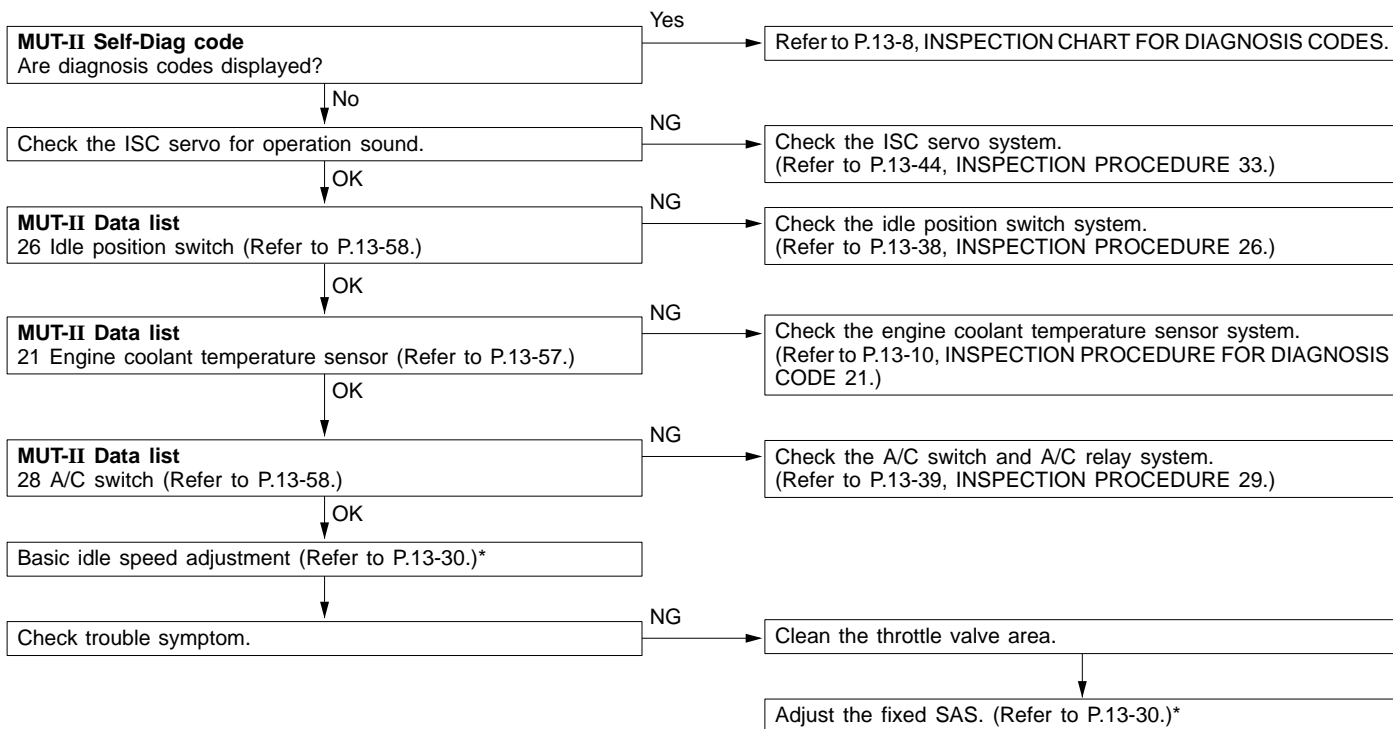 MUT-II Self-Diag code
Are diagnosis codes displayed?
Yes
Refer to P.13-8, INSPECTION CHART FOR DIAGNOSIS CODES.
No
Check the ISC servo for operation sound.
NG
Check the ISC servo system.
(Refer to P.13-44, INSPECTION PROCEDURE 33.)
OK
MUT-II Data list
26 Idle position switch (Refer to P.13-58.)
NG
Check the idle position switch system.
(Refer to P.13-38, INSPECTION PROCEDURE 26.)
OK
MUT-II Data list
21 Engine coolant temperature sensor (Refer to P.13-57.)
NG
Check the engine coolant temperature sensor system.
(Refer to P.13-10, INSPECTION PROCEDURE FOR DIAGNOSIS
CODE 21.)
OK
MUT-II Data list
28 A/C switch (Refer to P.13-58.)
NG
Check the A/C switch and A/C relay system.
(Refer to P.13-39, INSPECTION PROCEDURE 29.)
OK
Basic idle speed adjustment (Refer to P.13-30.)*
Check trouble symptom.
NG
Clean the throttle valve area.
Adjust the fixed SAS. (Refer to P.13-30.)*